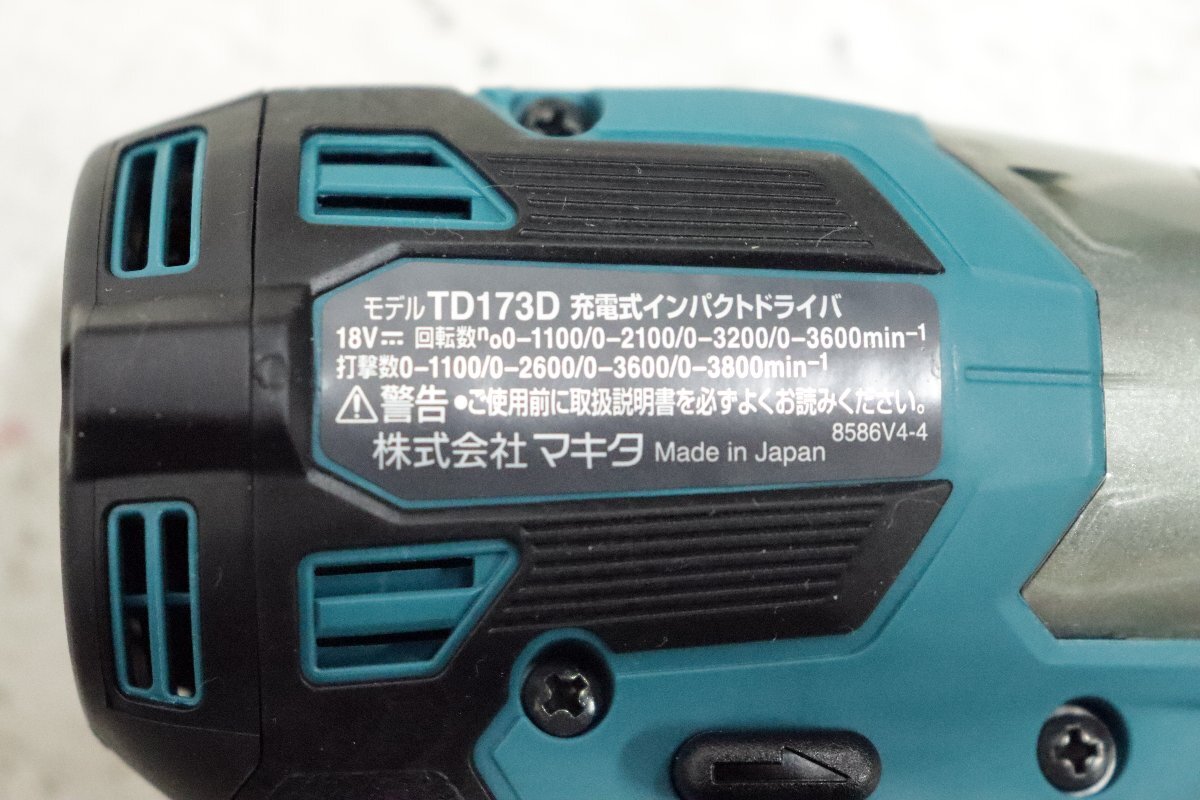 モデル TD173D 充電式インパクトドライバ
18V⎓ 回転数n₀0-1100/0-2100/0-3200/0-3600min⁻¹
打撃数0-1100/0-2600/0-3600/0-3800min⁻¹
⚠警告 •ご使用前に取扱説明書を必ずよくお読みください。
8586V4-4
株式会社 マキタ Made in Japan